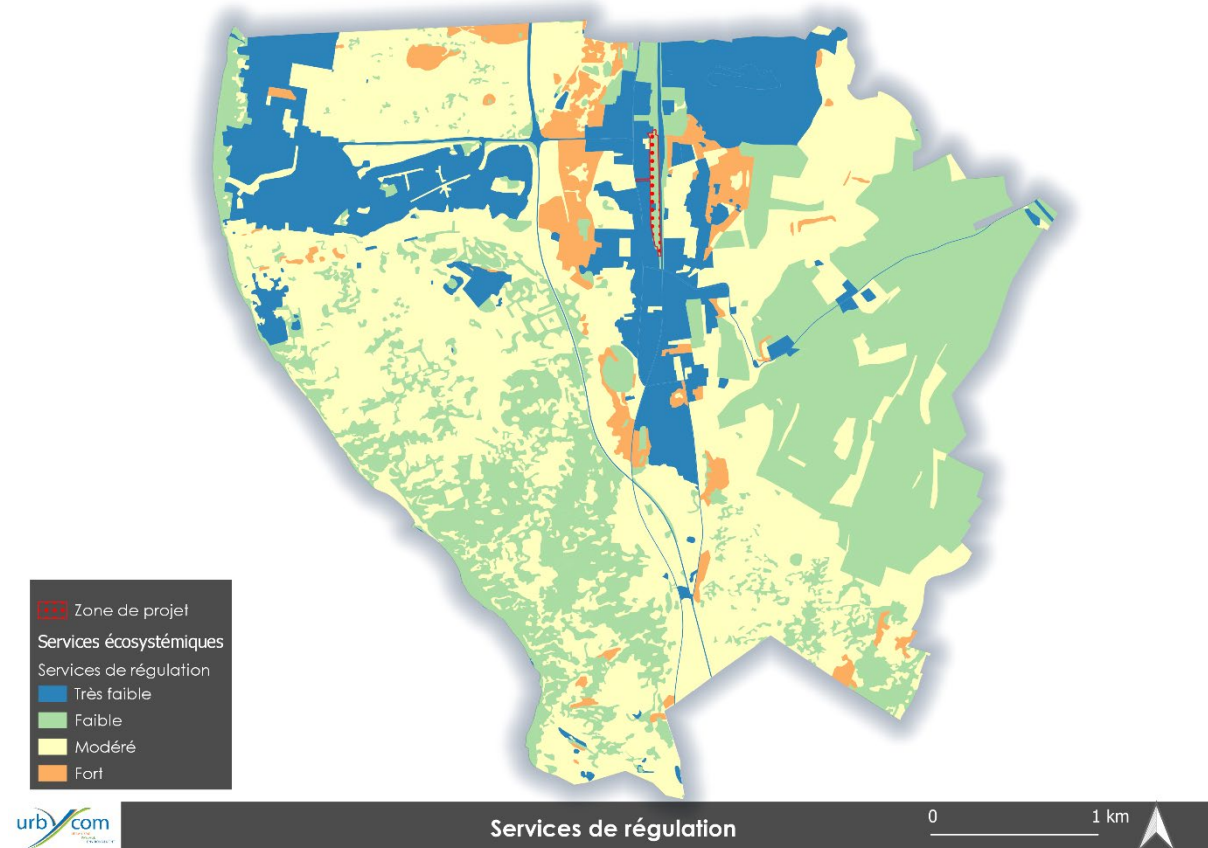 Zone de projet
Services écosystémiques
Services de régulation
Très faible
Faible
Modéré
Fort
urbycom
Services de régulation
0 1 km